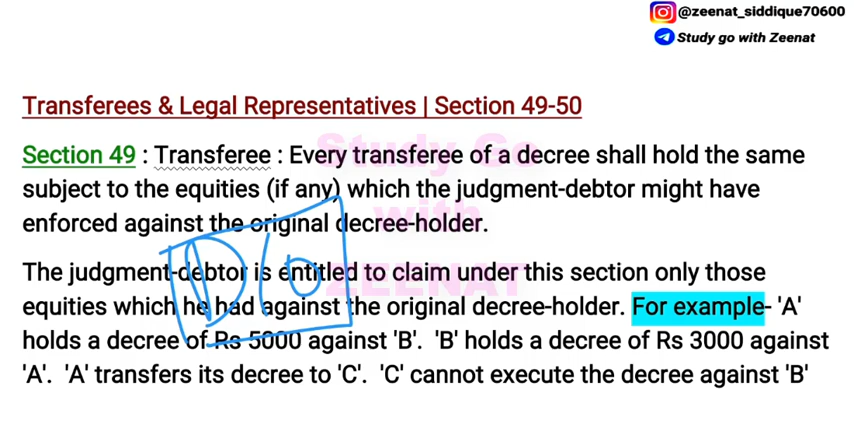 @zeenat_siddique70600
Study go with Zeenat
Transferees & Legal Representatives | Section 49-50
Section 49 : Transferee : Every transferee of a decree shall hold the same
subject to the equities (if any) which the judgment-debtor might have
enforced against the original decree-holder.
The judgment-debtor is entitled to claim under this section only those
equities which he had against the original decree-holder. For example- 'A'
holds a decree of Rs 5000 against 'B'. 'B' holds a decree of Rs 3000 against
'A'. 'A' transfers its decree to 'C'. 'C' cannot execute the decree against 'B'
Study Go
with
ZEENAT